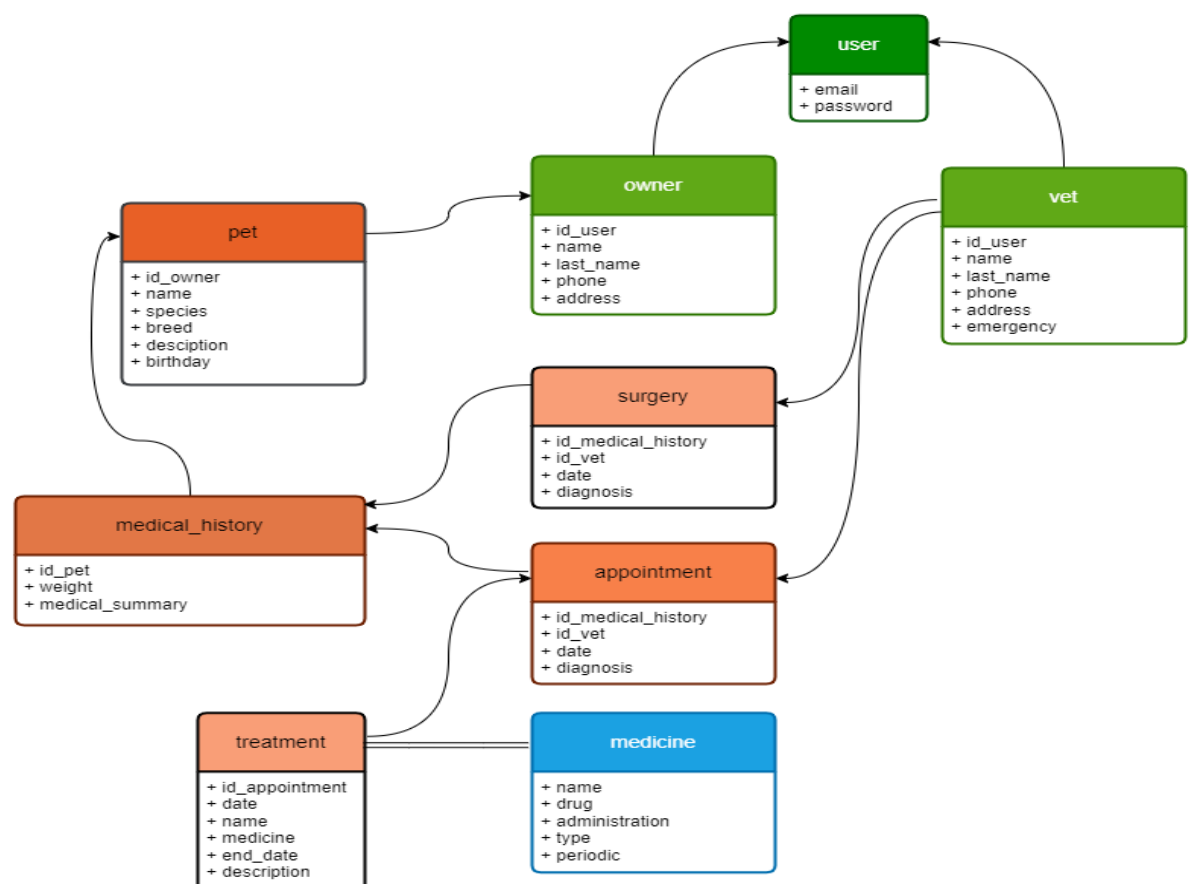 user
+ email
+ password
owner
+ id_user
+ name
+ last_name
+ phone
+ address
vet
+ id_user
+ name
+ last_name
+ phone
+ address
+ emergency
pet
+ id_owner
+ name
+ species
+ breed
+ desciption
+ birthday
surgery
+ id_medical_history
+ id_vet
+ date
+ diagnosis
medical_history
+ id_pet
+ weight
+ medical_summary
appointment
+ id_medical_history
+ id_vet
+ date
+ diagnosis
treatment
+ id_appointment
+ date
+ name
+ medicine
+ end_date
+ description
medicine
+ name
+ drug
+ administration
+ type
+ periodic